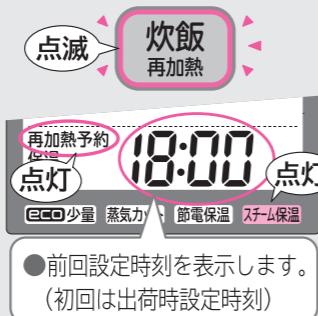 点滅
炊飯
再加熱
再加熱予約
点灯
18:00
点灯
eco少量 蒸気カット 節電保温 スチーム保温
●前回設定時刻を表示します。
（初回は出荷時設定時刻）